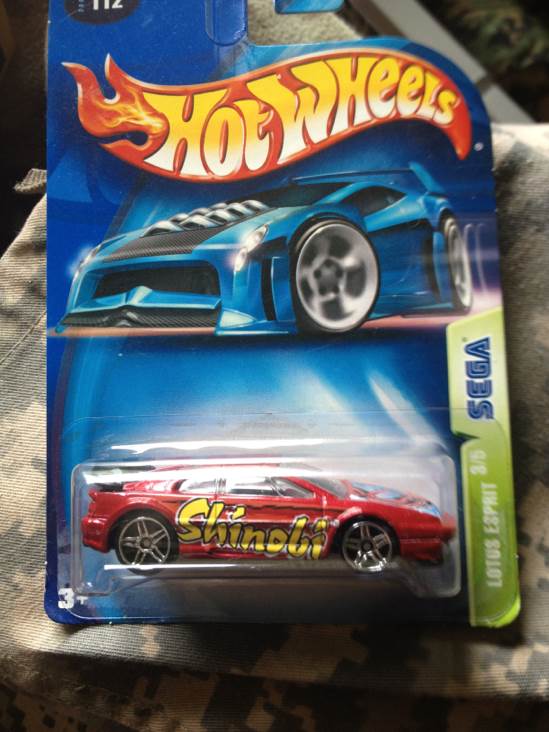 112
HOT WHEELS
SEGA®
LOTUS ESPRIT 3/5
Shinobi
3+